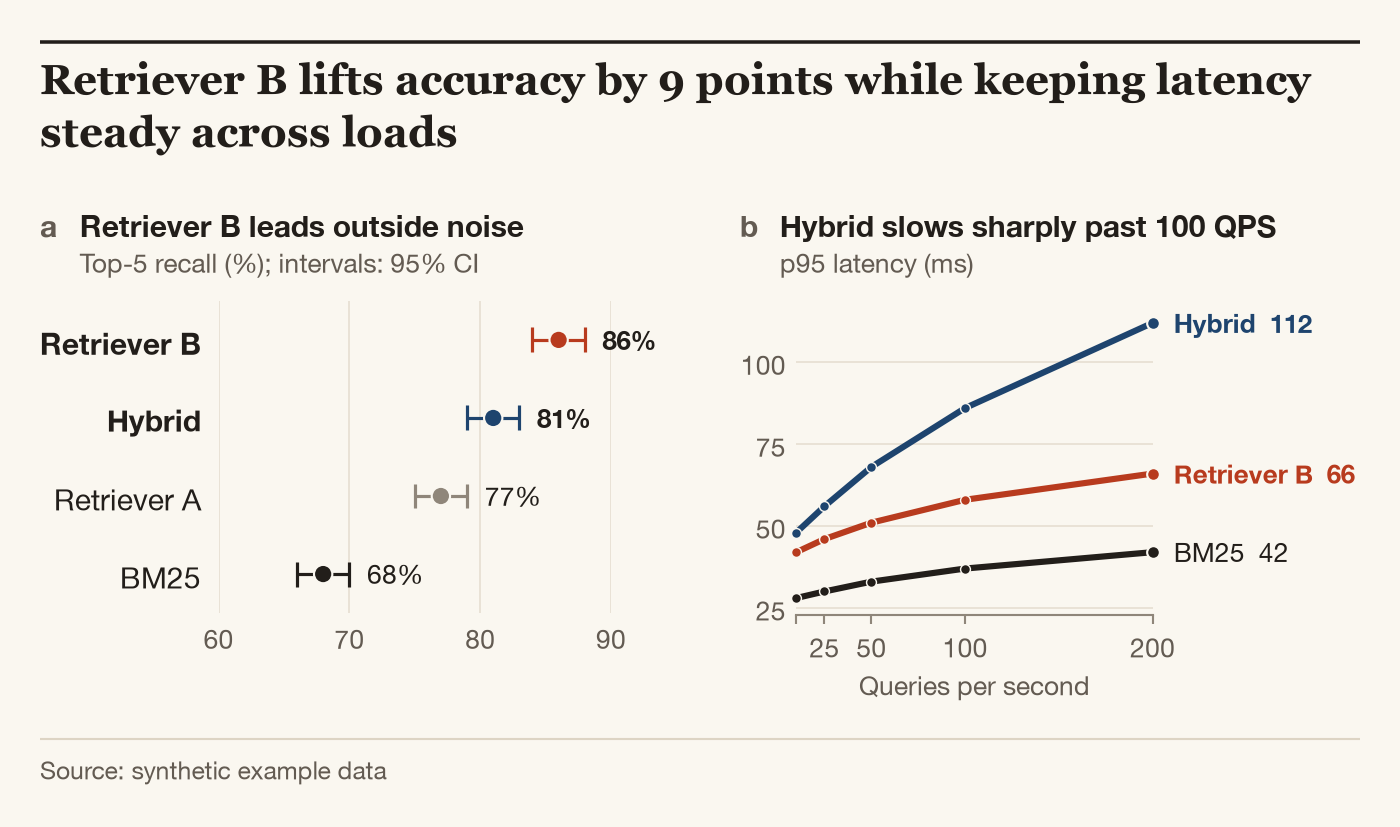 Retriever B lifts accuracy by 9 points while keeping latency
steady across loads
a Retriever B leads outside noise
Top-5 recall (%); intervals: 95% CI
Retriever B 86%
Hybrid 81%
Retriever A 77%
BM25 68%
60 70 80 90
b Hybrid slows sharply past 100 QPS
p95 latency (ms)
Hybrid 112
100
75
Retriever B 66
50
BM25 42
25
25 50 100 200
Queries per second
Source: synthetic example data